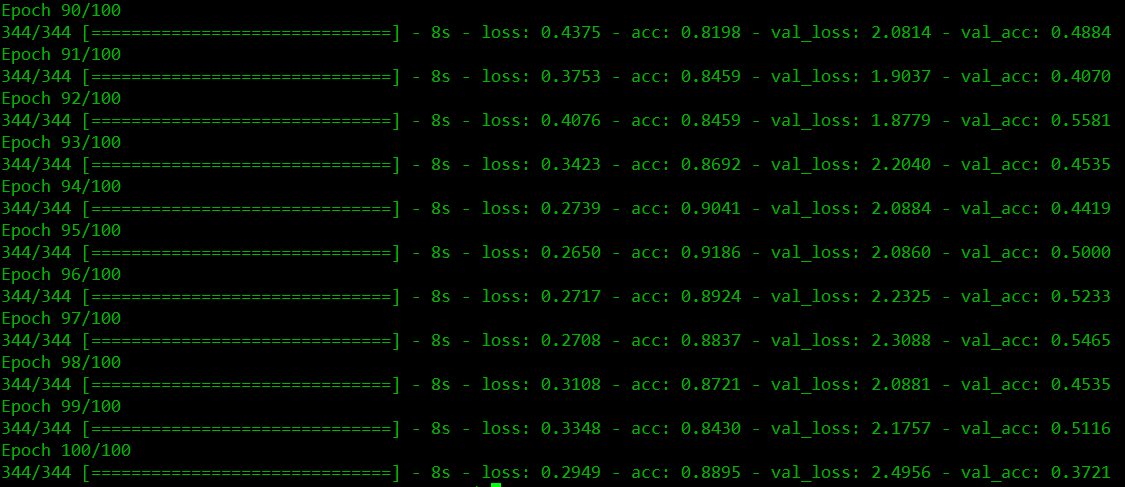 Epoch 90/100
344/344 [==============================] - 8s - loss: 0.4375 - acc: 0.8198 - val_loss: 2.0814 - val_acc: 0.4884
Epoch 91/100
344/344 [==============================] - 8s - loss: 0.3753 - acc: 0.8459 - val_loss: 1.9037 - val_acc: 0.4070
Epoch 92/100
344/344 [==============================] - 8s - loss: 0.4076 - acc: 0.8459 - val_loss: 1.8779 - val_acc: 0.5581
Epoch 93/100
344/344 [==============================] - 8s - loss: 0.3423 - acc: 0.8692 - val_loss: 2.2040 - val_acc: 0.4535
Epoch 94/100
344/344 [==============================] - 8s - loss: 0.2739 - acc: 0.9041 - val_loss: 2.0884 - val_acc: 0.4419
Epoch 95/100
344/344 [==============================] - 8s - loss: 0.2650 - acc: 0.9186 - val_loss: 2.0860 - val_acc: 0.5000
Epoch 96/100
344/344 [==============================] - 8s - loss: 0.2717 - acc: 0.8924 - val_loss: 2.2325 - val_acc: 0.5233
Epoch 97/100
344/344 [==============================] - 8s - loss: 0.2708 - acc: 0.8837 - val_loss: 2.3088 - val_acc: 0.5465
Epoch 98/100
344/344 [==============================] - 8s - loss: 0.3108 - acc: 0.8721 - val_loss: 2.0881 - val_acc: 0.4535
Epoch 99/100
344/344 [==============================] - 8s - loss: 0.3348 - acc: 0.8430 - val_loss: 2.1757 - val_acc: 0.5116
Epoch 100/100
344/344 [==============================] - 8s - loss: 0.2949 - acc: 0.8895 - val_loss: 2.4956 - val_acc: 0.3721